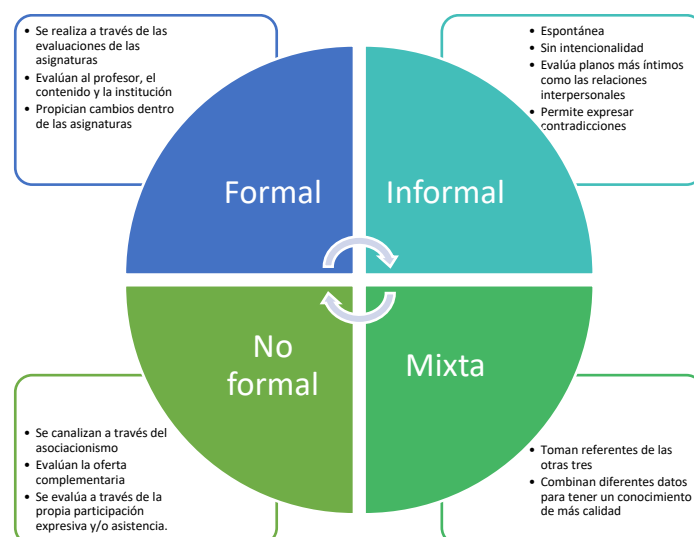 • Se realiza a través de las
evaluaciones de las
asignaturas
• Evalúan al profesor, el
contenido y la institución
• Propician cambios dentro
de las asignaturas
• Espontánea
• Sin intencionalidad
• Evalúa planos más íntimos
como las relaciones
interpersonales
• Permite expresar
contradicciones
Formal
Informal
No
formal
Mixta
• Se canalizan a través del
asociacionismo
• Evalúan la oferta
complementaria
• Se evalúa a través de la
propia participación
expresiva y/o asistencia.
• Toman referentes de las
otras tres
• Combinan diferentes datos
para tener un conocimiento
de más calidad